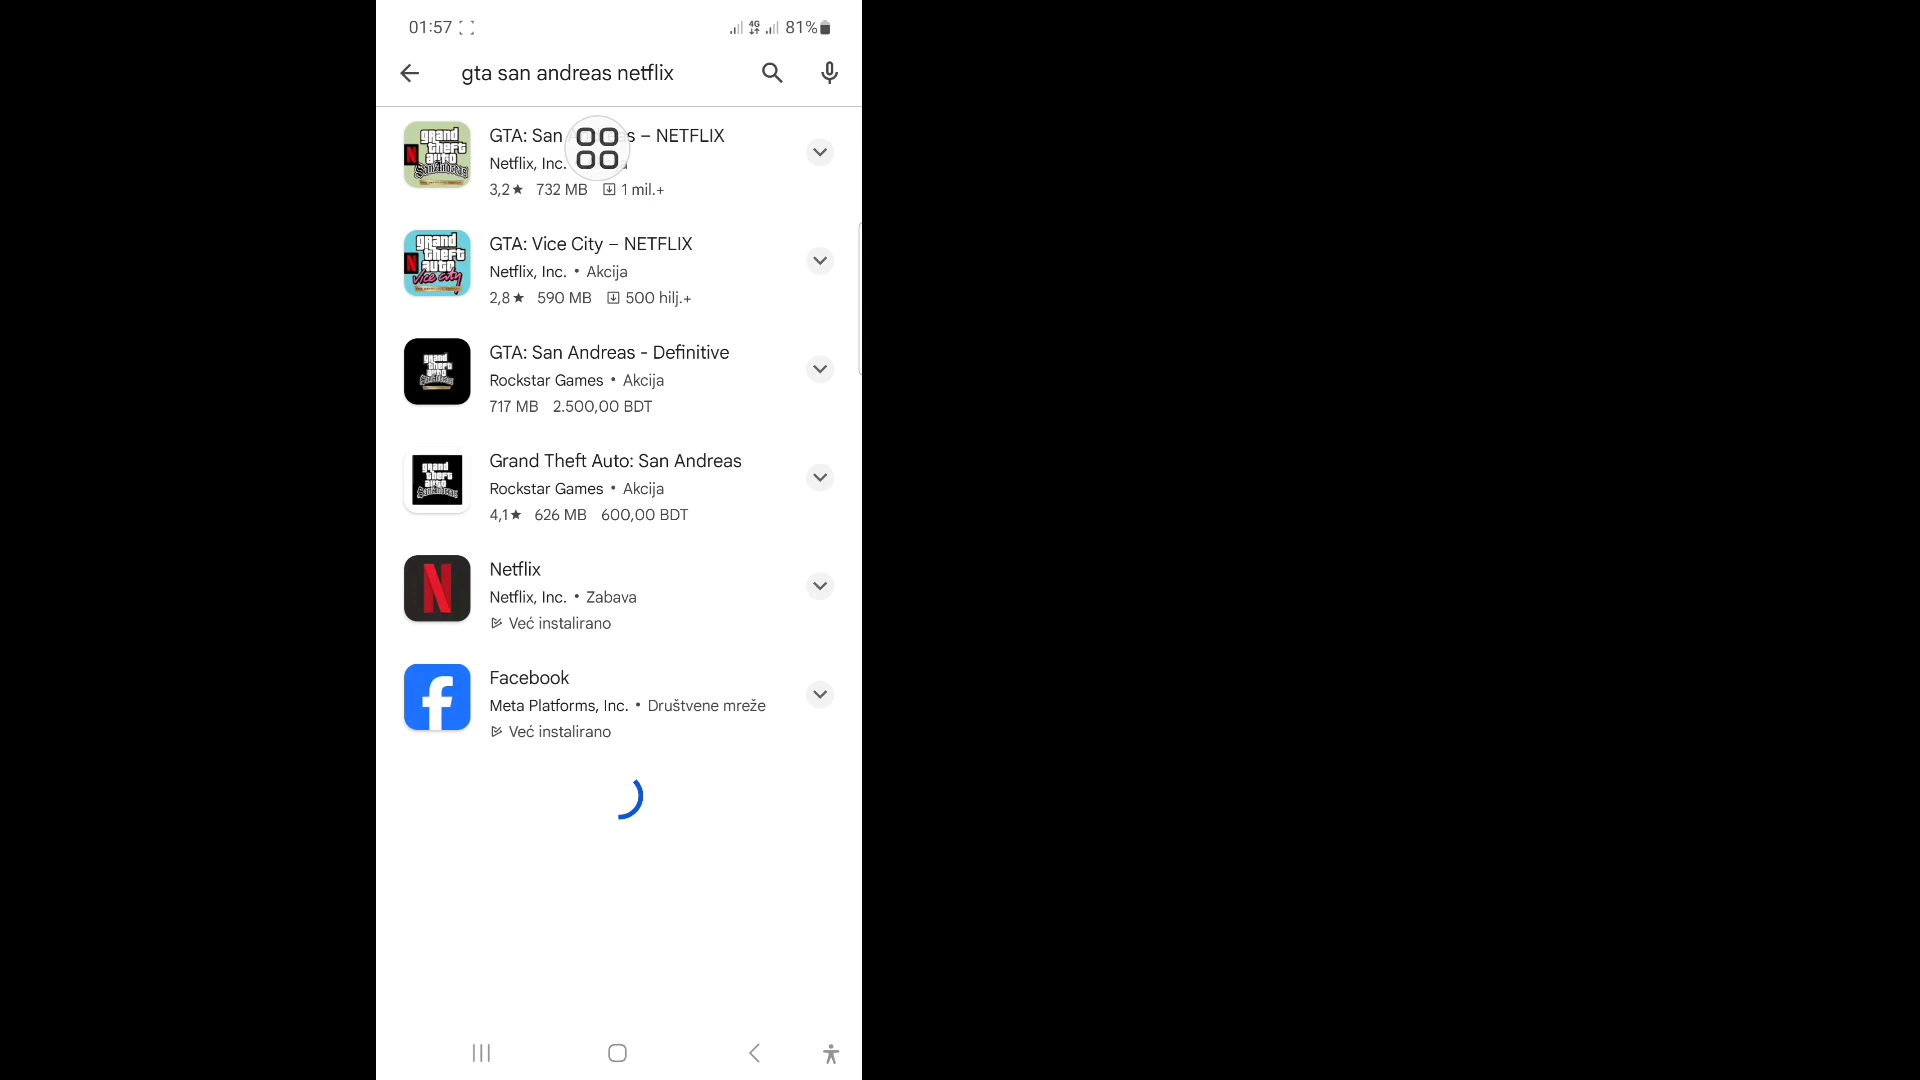 01:57 4G 81%
gta san andreas netflix
GTA: San s – NETFLIX
Netflix, Inc.
3,2★ 732 MB 1 mil.+
GTA: Vice City – NETFLIX
Netflix, Inc. • Akcija
2,8★ 590 MB 500 hilj.+
GTA: San Andreas - Definitive
Rockstar Games • Akcija
717 MB 2.500,00 BDT
Grand Theft Auto: San Andreas
Rockstar Games • Akcija
4,1★ 626 MB 600,00 BDT
Netflix
Netflix, Inc. • Zabava
Već instalirano
Facebook
Meta Platforms, Inc. • Društvene mreže
Već instalirano